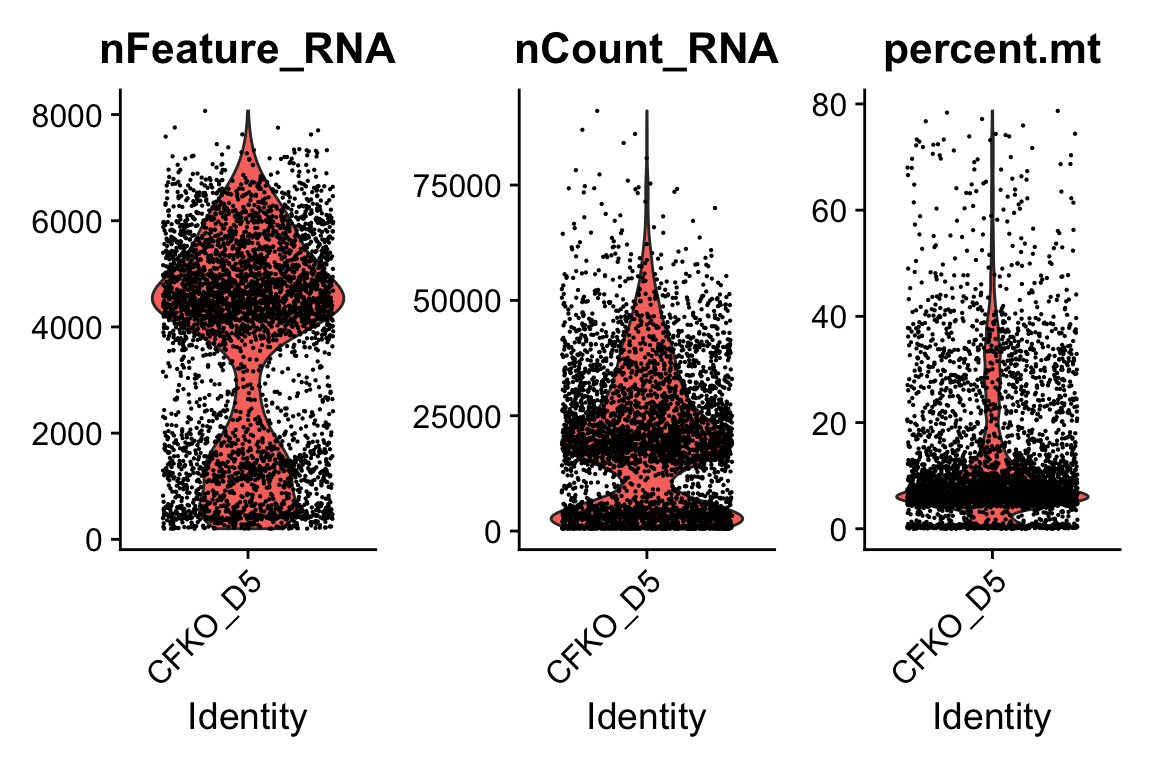 nFeature_RNA
8000
6000
4000
2000
0
CFKO_D5
Identity
nCount_RNA
75000
50000
25000
0
CFKO_D5
Identity
percent.mt
80
60
40
20
0
CFKO_D5
Identity